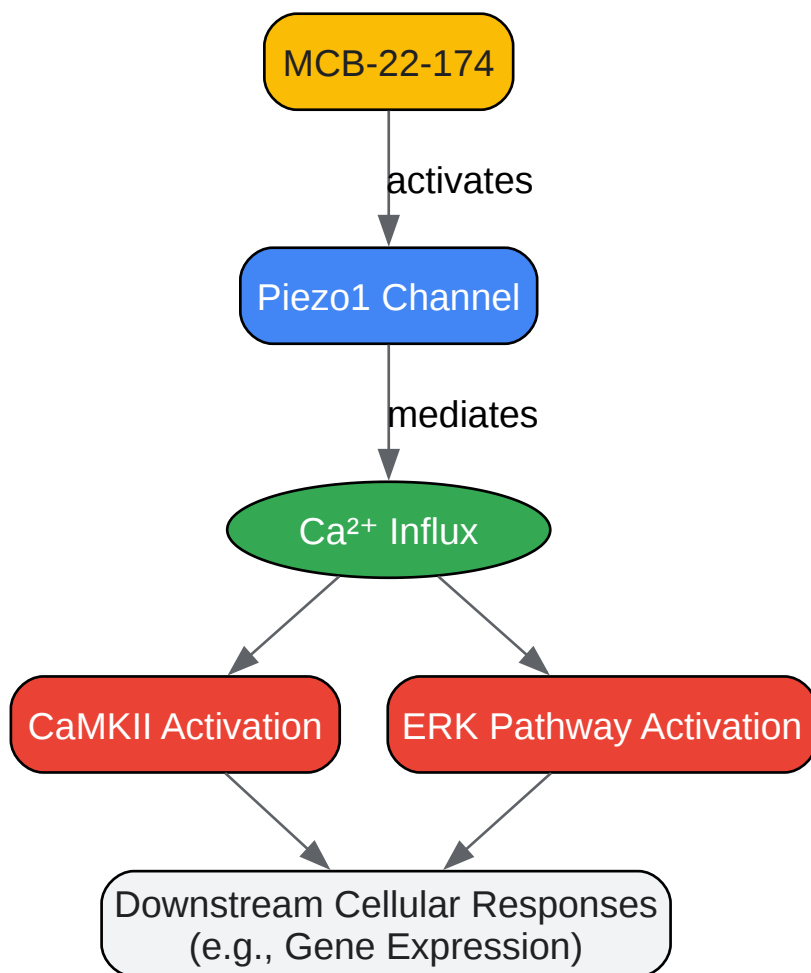 MCB-22-174
activates
Piezo1 Channel
mediates
Ca²⁺ Influx
CaMKII Activation
ERK Pathway Activation
Downstream Cellular Responses
(e.g., Gene Expression)